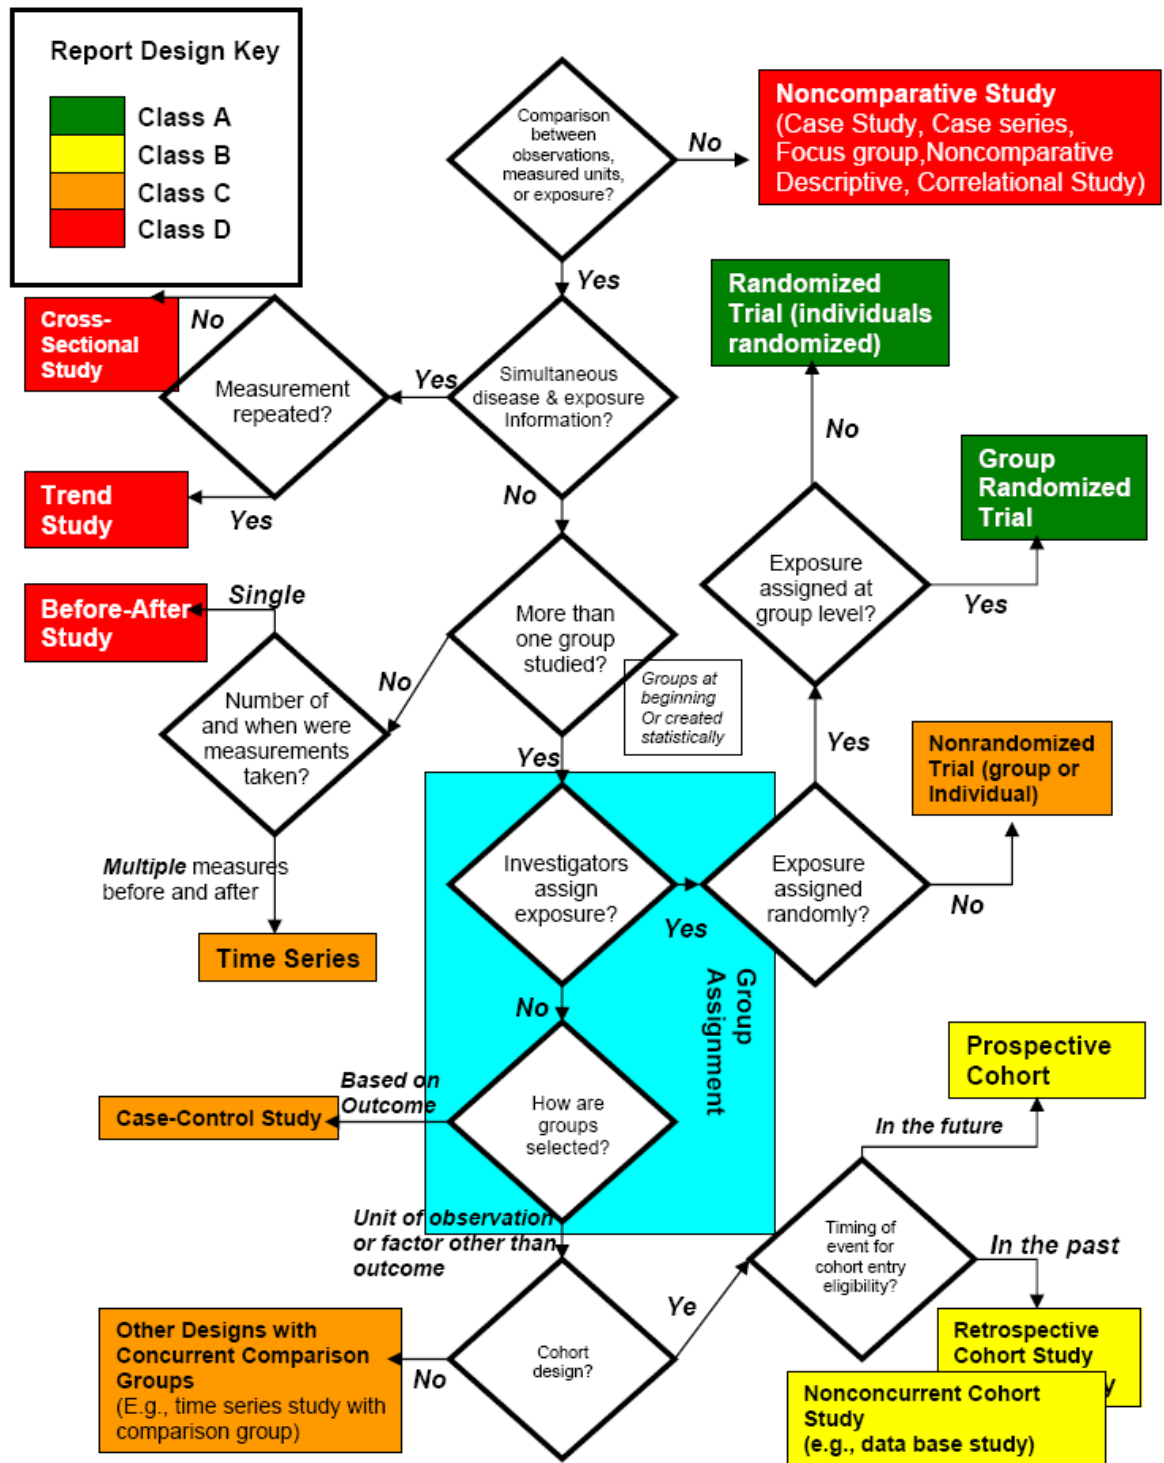 Report Design Key
Class A
Class B
Class C
Class D
Comparison
between
observations,
measured units,
or exposure?
No
Noncomparative Study
(Case Study, Case series,
Focus group,Noncomparative
Descriptive, Correlational Study)
Yes
Simultaneous
disease & exposure
Information?
Yes
Measurement
repeated?
No
Cross-
Sectional
Study
Yes
Trend
Study
No
More than
one group
studied?
Groups at
beginning
Or created
statistically
No
Number of
and when were
measurements
taken?
Single
Before-After
Study
Multiple measures
before and after
Time Series
Yes
Investigators
assign
exposure?
Yes
Exposure
assigned
randomly?
Yes
Exposure
assigned at
group level?
No
Randomized
Trial (individuals
randomized)
Yes
Group
Randomized
Trial
No
Nonrandomized
Trial (group or
Individual)
Group
Assignment
No
How are
groups
selected?
Based on
Outcome
Case-Control Study
Unit of observation
or factor other than
outcome
Cohort
design?
No
Other Designs with
Concurrent Comparison
Groups
(E.g., time series study with
comparison group)
Ye
Timing of
event for
cohort entry
eligibility?
In the future
Prospective
Cohort
In the past
Retrospective
Cohort Study
y
Nonconcurrent Cohort
Study
(e.g., data base study)